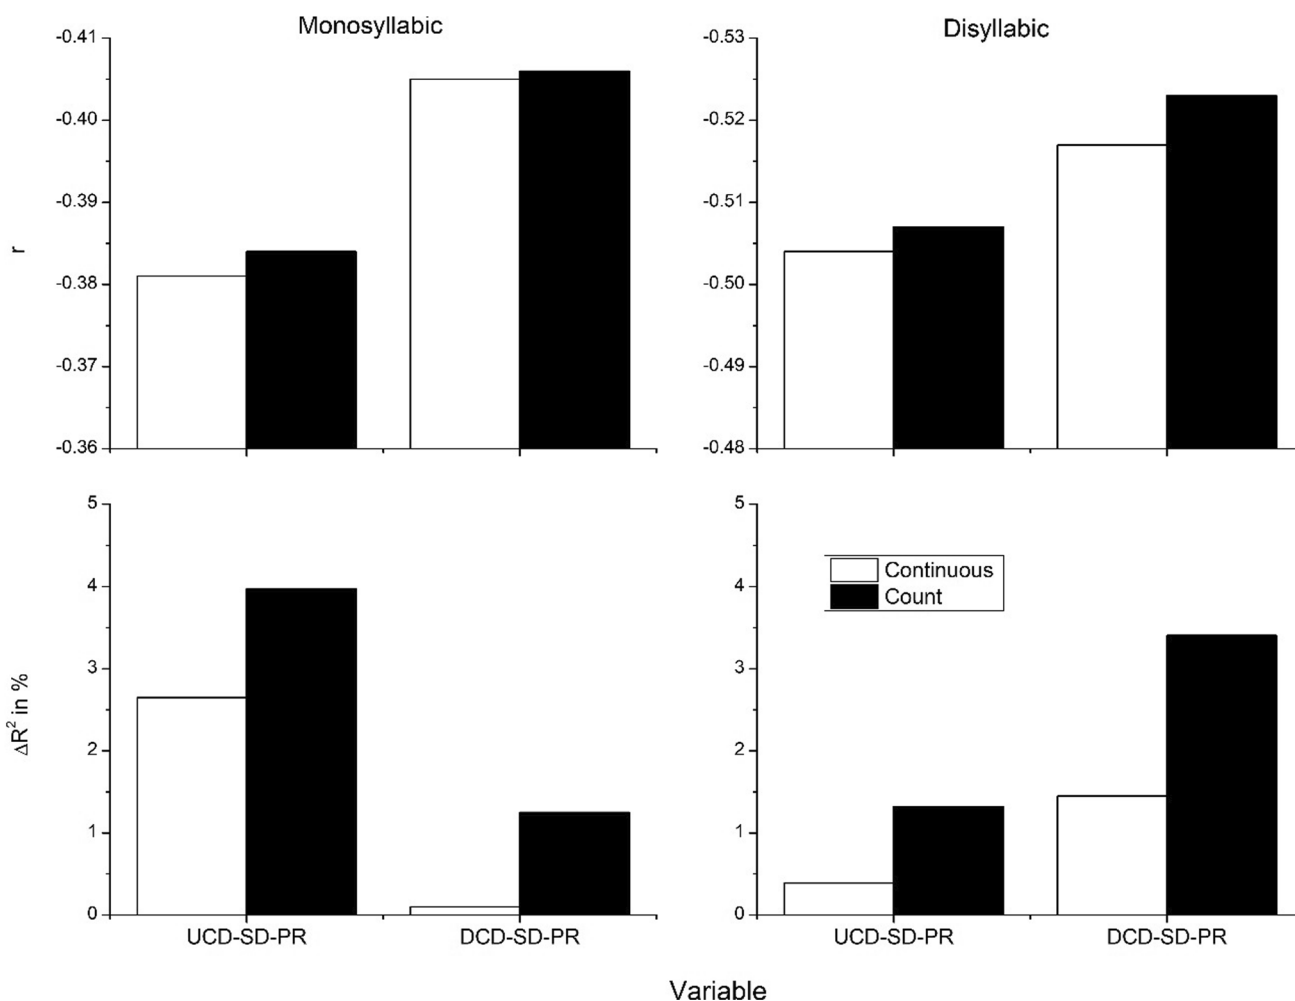 Monosyllabic
-0.41
-0.40
-0.39
-0.38
-0.37
-0.36
r
Disyllabic
-0.53
-0.52
-0.51
-0.50
-0.49
-0.48
5
4
3
2
1
0
ΔR² in %
UCD-SD-PR DCD-SD-PR
5
4
3
2
1
0
Continuous
Count
UCD-SD-PR DCD-SD-PR
Variable